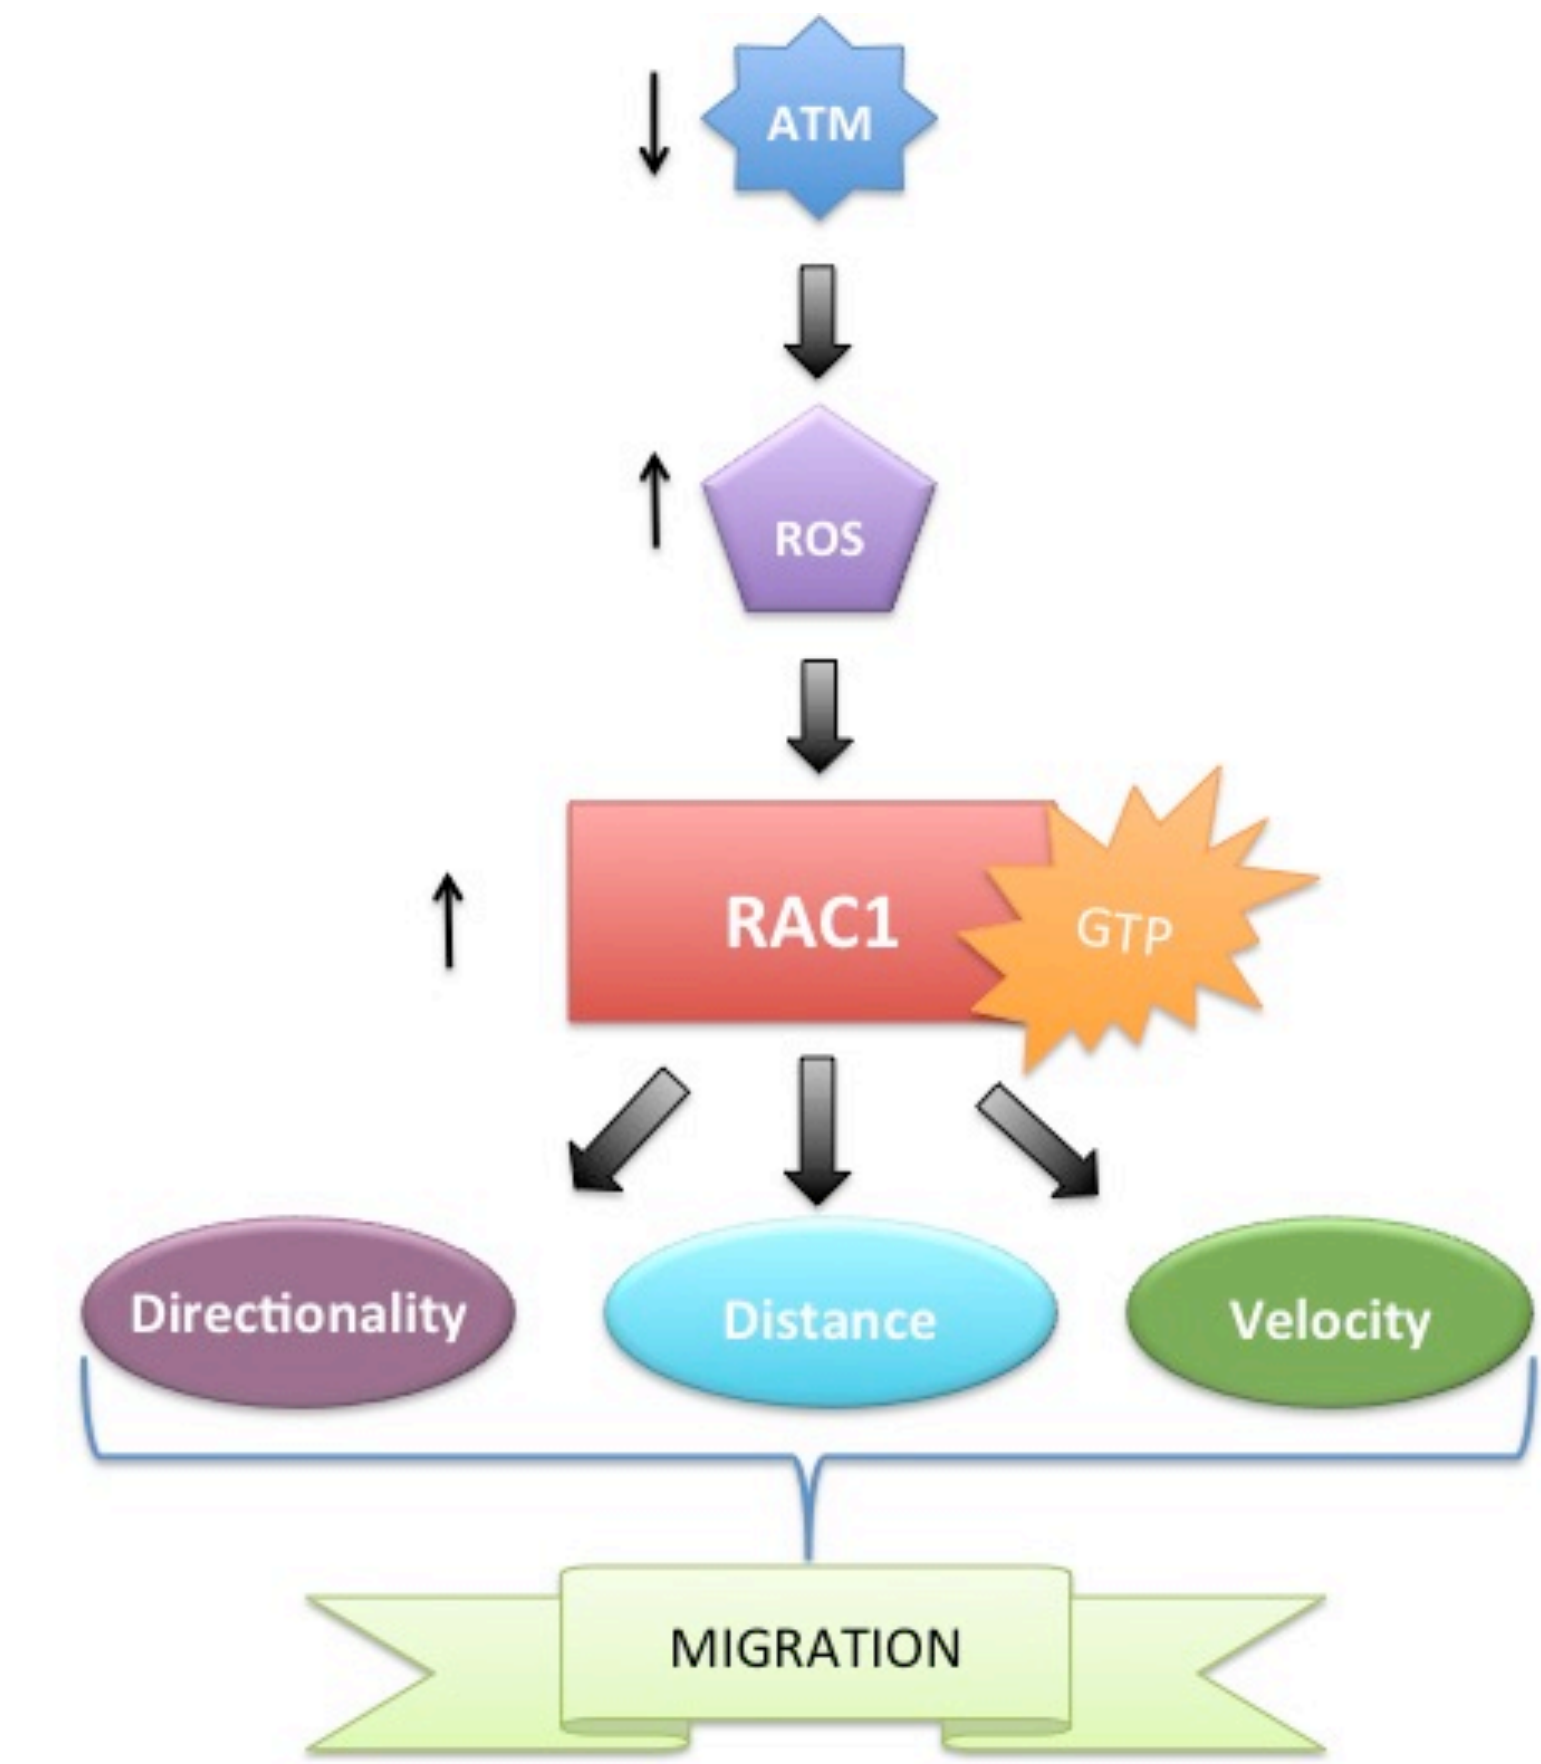 ATM
ROS
RAC1
GTP
Directionality
Distance
Velocity
MIGRATION